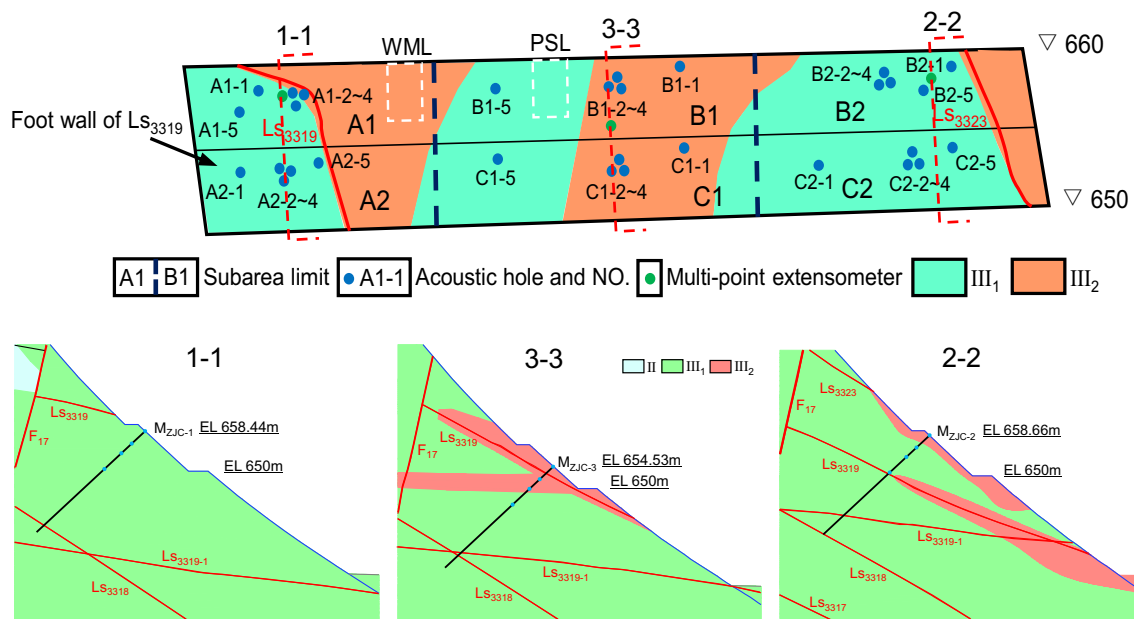 1-1
3-3
2-2
WML
PSL
▽ 660
A1-1
A1-2~4
B1-5
B1-2~4
B1-1
B2-2~4
B2-1
B2-5
A1-5
Ls3319
A1
B1
B2
Ls3323
Foot wall of Ls3319
A2-1
A2-5
A2-2~4
A2
C1-5
C1-2~4
C1-1
C1
C2-1
C2
C2-2~4
C2-5
▽ 650
A1 B1 Subarea limit
A1-1 Acoustic hole and NO.
Multi-point extensometer
III1
III2
1-1
Ls3319
F17
MZJC-1 EL 658.44m
EL 650m
Ls3319-1
Ls3318
3-3
II III1 III2
Ls3319
F17
MZJC-3 EL 654.53m
EL 650m
Ls3319-1
Ls3318
2-2
Ls3323
F17
MZJC-2 EL 658.66m
Ls3319
EL 650m
Ls3319-1
Ls3318
Ls3317